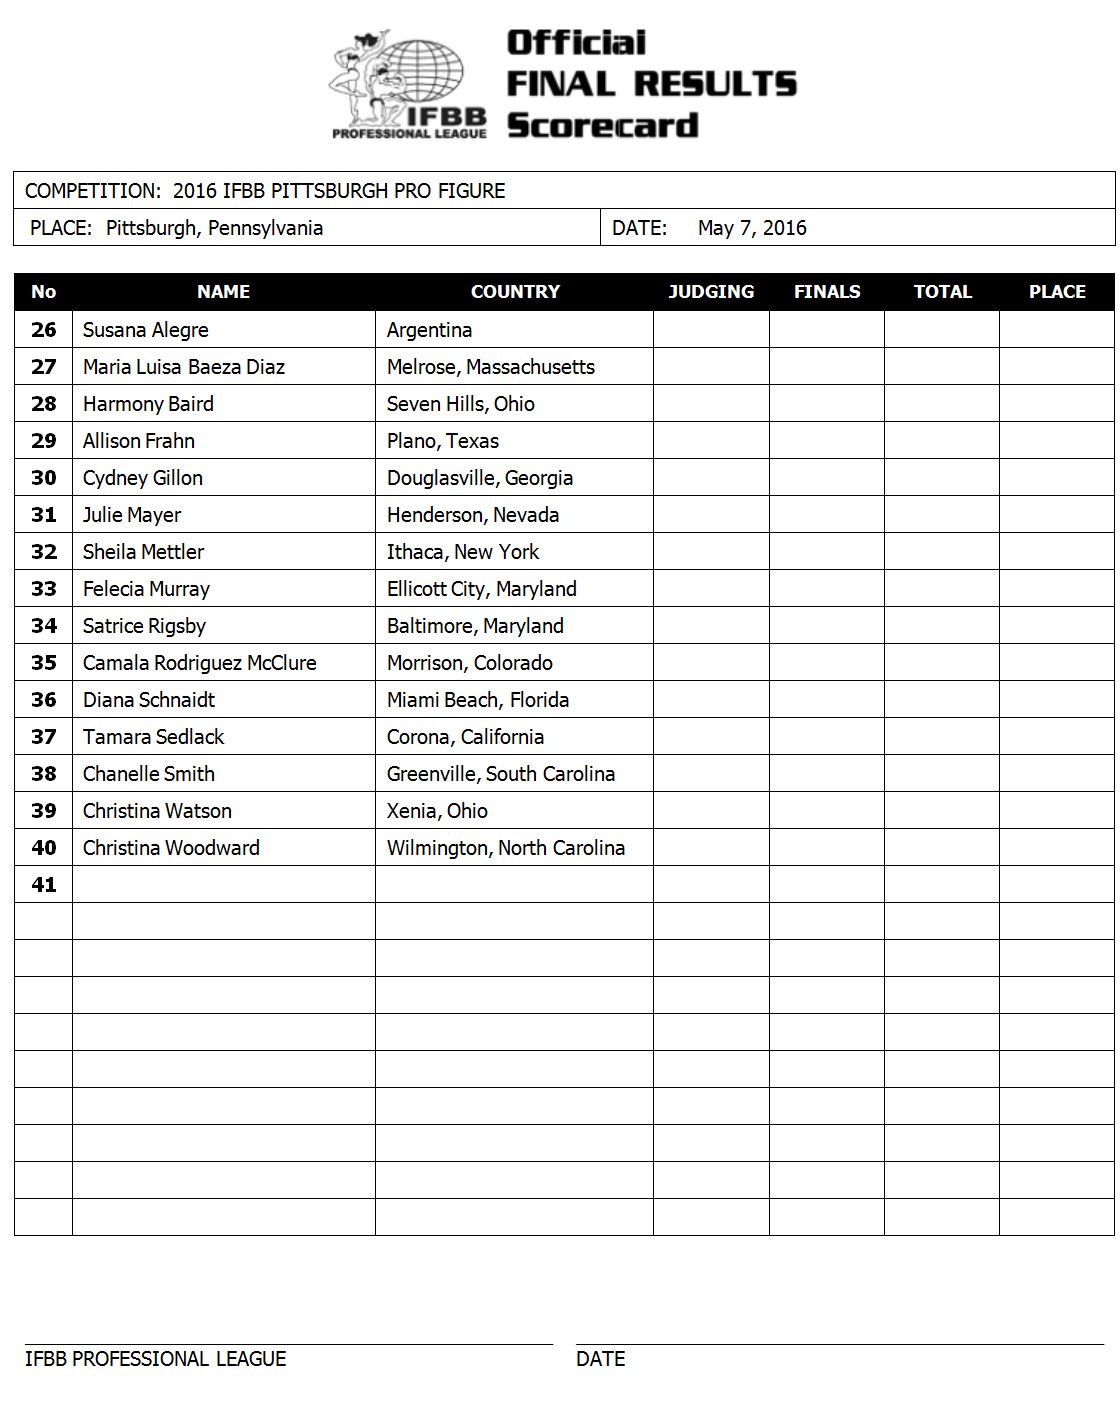 Official
FINAL RESULTS
Scorecard
IFBB
PROFESSIONAL LEAGUE
COMPETITION: 2016 IFBB PITTSBURGH PRO FIGURE
PLACE: Pittsburgh, Pennsylvania DATE: May 7, 2016
No NAME COUNTRY JUDGING FINALS TOTAL PLACE
26 Susana Alegre Argentina
27 Maria Luisa Baeza Diaz Melrose, Massachusetts
28 Harmony Baird Seven Hills, Ohio
29 Allison Frahn Plano, Texas
30 Cydney Gillon Douglasville, Georgia
31 Julie Mayer Henderson, Nevada
32 Sheila Mettler Ithaca, New York
33 Felecia Murray Ellicott City, Maryland
34 Satrice Rigsby Baltimore, Maryland
35 Camala Rodriguez McClure Morrison, Colorado
36 Diana Schnaidt Miami Beach, Florida
37 Tamara Sedlack Corona, California
38 Chanelle Smith Greenville, South Carolina
39 Christina Watson Xenia, Ohio
40 Christina Woodward Wilmington, North Carolina
41
IFBB PROFESSIONAL LEAGUE DATE